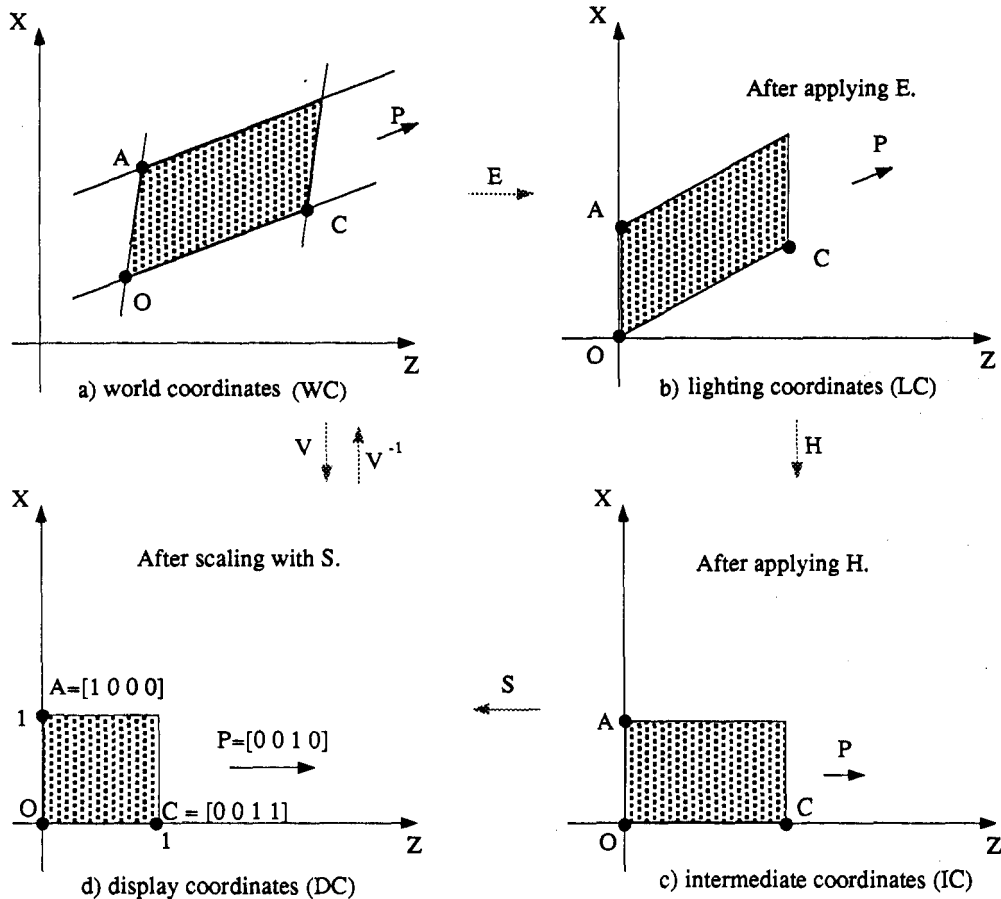 X
P
A
C
O
Z
a) world coordinates (WC)
E
X
After applying E.
P
A
C
O
Z
b) lighting coordinates (LC)
V
V -1
H
X
After scaling with S.
A=[1 0 0 0]
1
P=[0 0 1 0]
O
C = [0 0 1 1]
1
Z
d) display coordinates (DC)
S
X
After applying H.
A
P
C
O
Z
c) intermediate coordinates (IC)